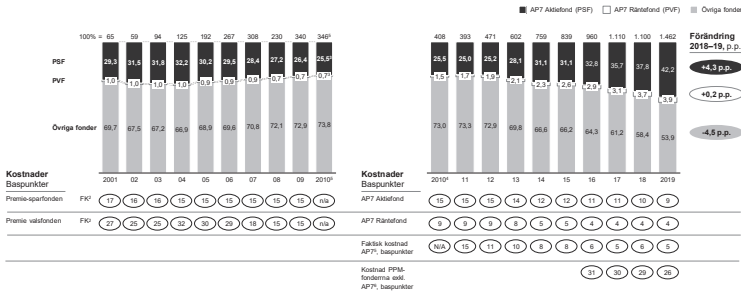 AP7 Aktiefond (PSF) AP7 Räntefond (PVF) Övriga fonder
100% = 65 59 94 125 192 267 308 230 340 346⁵
PSF 29,3 31,5 31,8 32,2 30,2 29,5 28,4 27,2 26,4 25,5³
PVF 1,0 1,0 1,0 1,0 0,9 0,9 0,9 0,7 0,7 0,7³
Övriga fonder 69,7 67,5 67,2 66,9 68,9 69,6 70,8 72,1 72,9 73,8
2001 02 03 04 05 06 07 08 09 2010⁴
Kostnader
Baspunkter
Premie-sparfonden FK² 17 16 16 15 15 15 15 15 15 n/a
Premie valsfonden FK² 27 25 25 32 30 29 18 15 15 n/a
408 393 471 602 759 839 960 1.110 1.100 1.462
25,5 25,0 25,2 28,1 31,1 31,1 32,8 35,7 37,8 42,2
1,5 1,7 1,9 2,1 2,3 2,6 2,9 3,1 3,7 3,9
73,0 73,3 72,9 69,8 66,6 66,2 64,3 61,2 58,4 53,9
2010⁴ 11 12 13 14 15 16 17 18 2019
Förändring
2018–19, p.p.
+4,3 p.p.
+0,2 p.p.
-4,5 p.p.
Kostnader
Baspunkter
AP7 Aktiefond 15 15 14 14 12 12 11 11 10 9
AP7 Räntefond 9 9 9 8 5 5 4 4 4 4
Faktisk kostnad
AP7⁵, baspunkter N/A 15 11 10 8 8 6 5 6 5
Kostnad PPM-
fonderna exkl.
AP7⁶, baspunkter 31 30 29 26